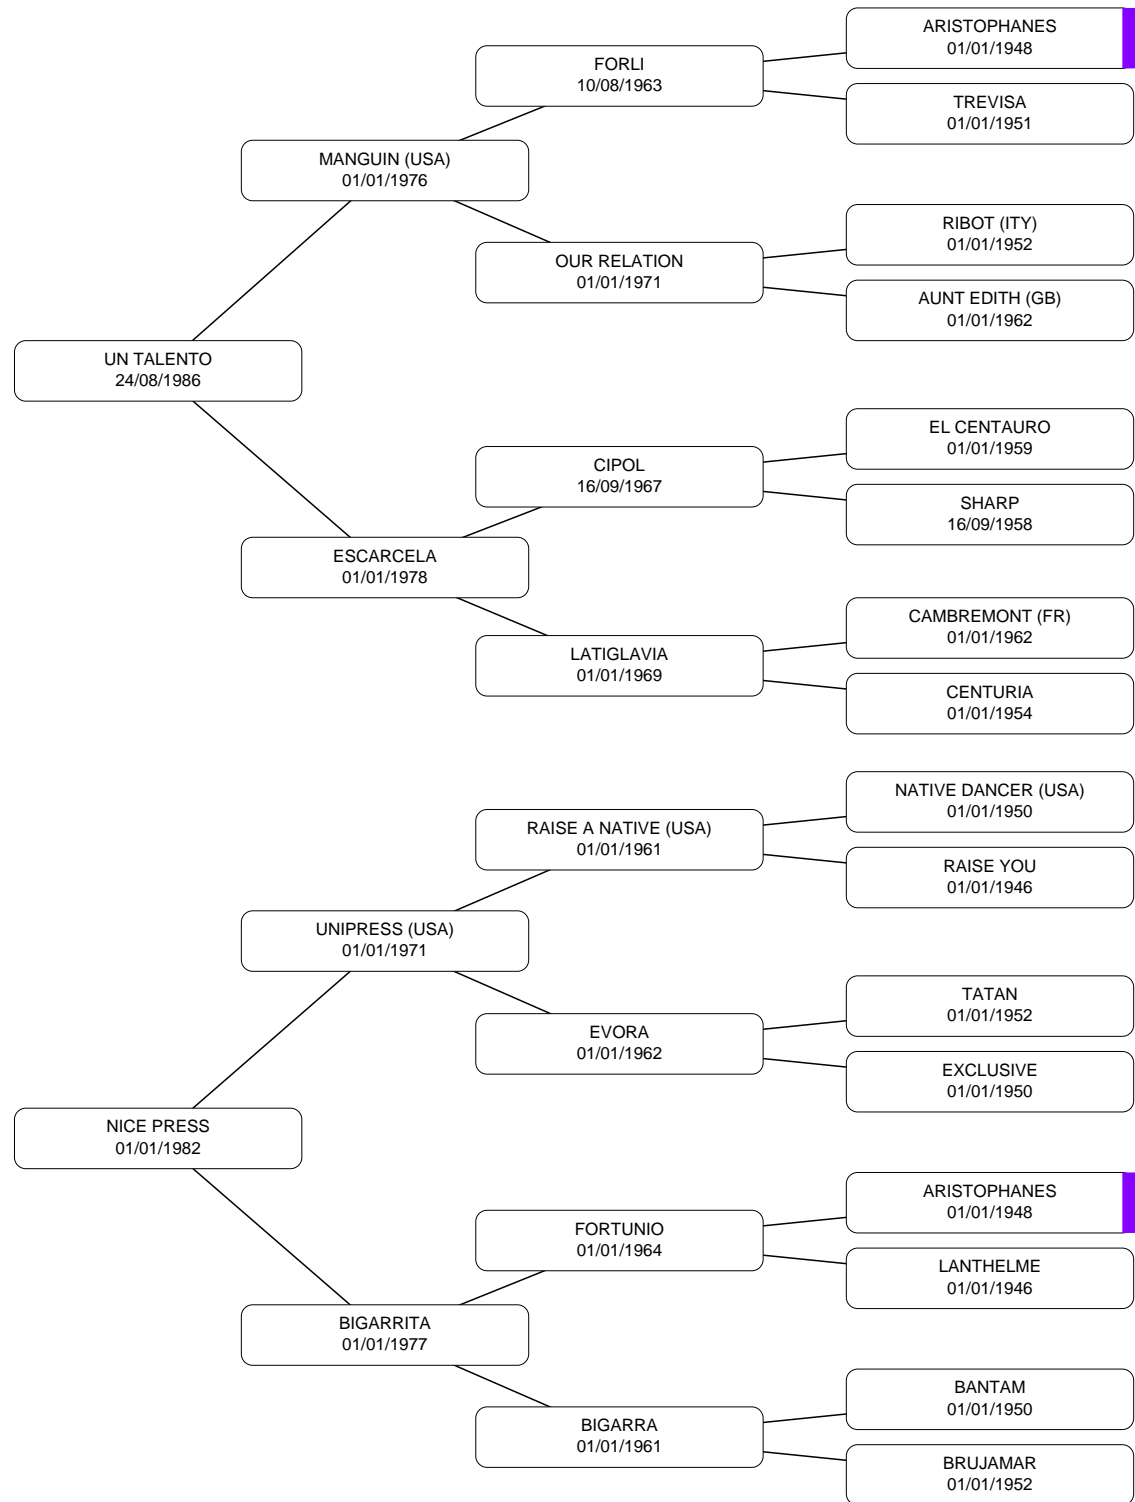 ARISTOPHANES
01/01/1948
FORLI
10/08/1963
TREVISA
01/01/1951
MANGUIN (USA)
01/01/1976
RIBOT (ITY)
01/01/1952
OUR RELATION
01/01/1971
AUNT EDITH (GB)
01/01/1962
UN TALENTO
24/08/1986
EL CENTAURO
01/01/1959
CIPOL
16/09/1967
SHARP
16/09/1958
ESCARCELA
01/01/1978
CAMBREMONT (FR)
01/01/1962
LATIGLAVIA
01/01/1969
CENTURIA
01/01/1954
NATIVE DANCER (USA)
01/01/1950
RAISE A NATIVE (USA)
01/01/1961
RAISE YOU
01/01/1946
UNIPRESS (USA)
01/01/1971
TATAN
01/01/1952
EVORA
01/01/1962
EXCLUSIVE
01/01/1950
NICE PRESS
01/01/1982
ARISTOPHANES
01/01/1948
FORTUNIO
01/01/1964
LANTHELME
01/01/1946
BIGARRITA
01/01/1977
BANTAM
01/01/1950
BIGARRA
01/01/1961
BRUJAMAR
01/01/1952